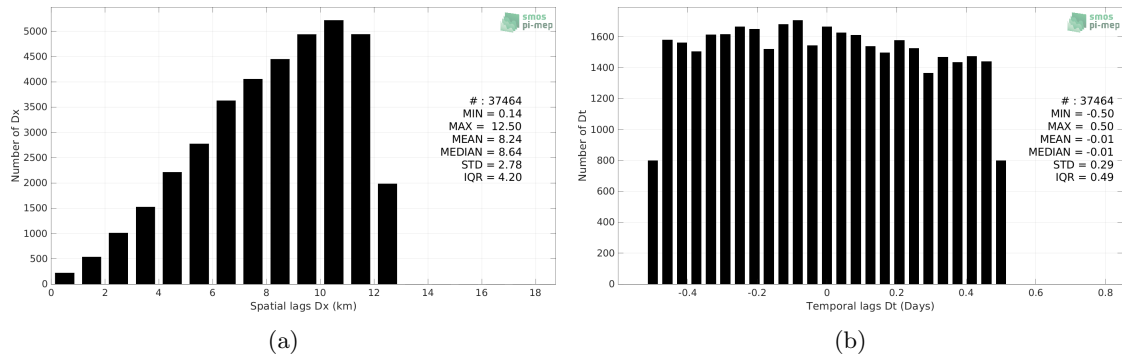 smos
pi-mep
5000
4500
4000
3500
3000
2500
2000
1500
1000
500
0
Number of Dx
# : 37464
MIN = 0.14
MAX = 12.50
MEAN = 8.24
MEDIAN = 8.64
STD = 2.78
IQR = 4.20
0 2 4 6 8 10 12 14 16 18
Spatial lags Dx (km)
(a)
smos
pi-mep
1600
1400
1200
1000
800
600
400
200
0
Number of Dt
# : 37464
MIN = -0.50
MAX = 0.50
MEAN = -0.01
MEDIAN = -0.01
STD = 0.29
IQR = 0.49
-0.4 -0.2 0 0.2 0.4 0.6 0.8
Temporal lags Dt (Days)
(b)